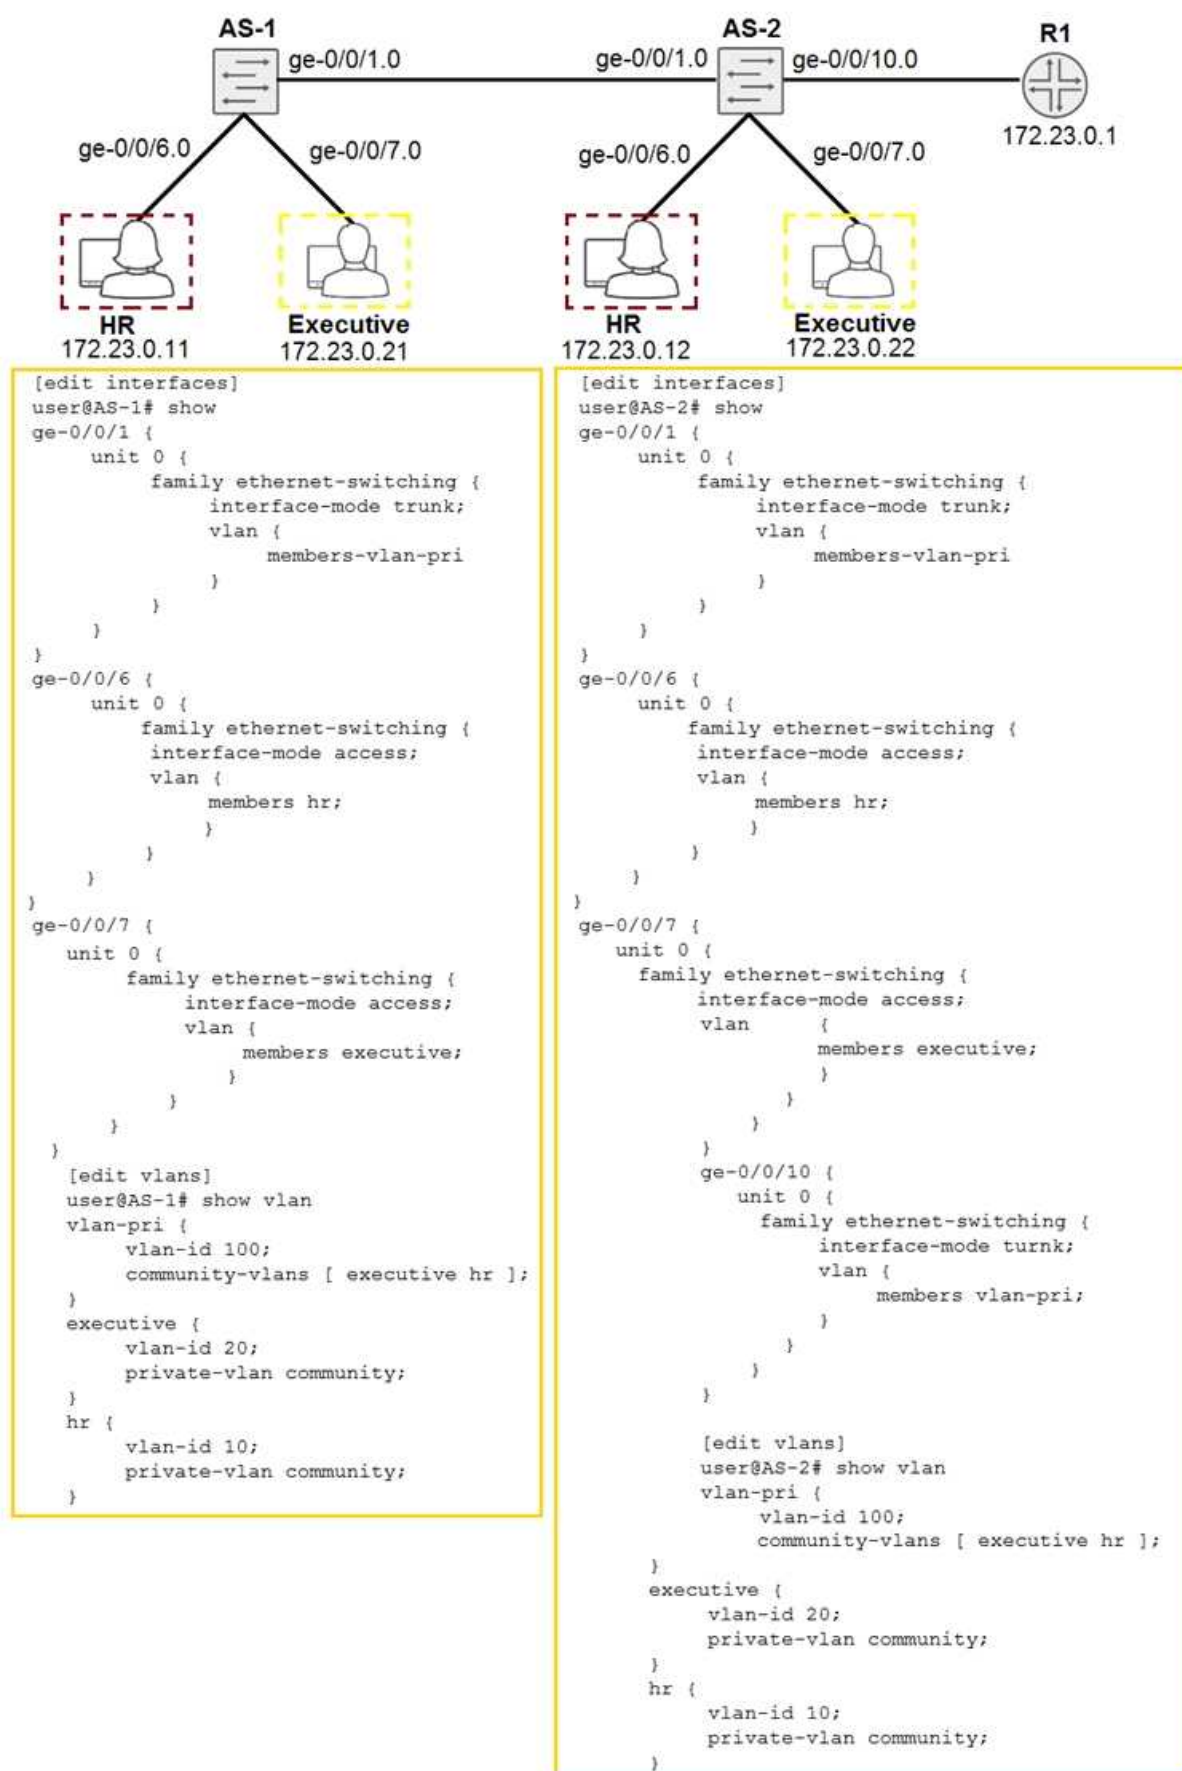 AS-1
AS-2
R1
ge-0/0/1.0
ge-0/0/1.0
ge-0/0/10.0
172.23.0.1
ge-0/0/6.0
ge-0/0/7.0
ge-0/0/6.0
ge-0/0/7.0
HR
172.23.0.11
Executive
172.23.0.21
HR
172.23.0.12
Executive
172.23.0.22
[edit interfaces]
user@AS-1# show
ge-0/0/1 {
unit 0 {
family ethernet-switching {
interface-mode trunk;
vlan {
members-vlan-pri
}
}
}
}
ge-0/0/6 {
unit 0 {
family ethernet-switching {
interface-mode access;
vlan {
members hr;
}
}
}
}
ge-0/0/7 {
unit 0 {
family ethernet-switching {
interface-mode access;
vlan {
members executive;
}
}
}
}
[edit vlans]
user@AS-1# show vlan
vlan-pri {
vlan-id 100;
community-vlans [ executive hr ];
}
executive {
vlan-id 20;
private-vlan community;
}
hr {
vlan-id 10;
private-vlan community;
}
[edit interfaces]
user@AS-2# show
ge-0/0/1 {
unit 0 {
family ethernet-switching {
interface-mode trunk;
vlan {
members-vlan-pri
}
}
}
}
ge-0/0/6 {
unit 0 {
family ethernet-switching {
interface-mode access;
vlan {
members hr;
}
}
}
}
ge-0/0/7 {
unit 0 {
family ethernet-switching {
interface-mode access;
vlan {
members executive;
}
}
}
}
ge-0/0/10 {
unit 0 {
family ethernet-switching {
interface-mode turnk;
vlan {
members vlan-pri;
}
}
}
}
[edit vlans]
user@AS-2# show vlan
vlan-pri {
vlan-id 100;
community-vlans [ executive hr ];
}
executive {
vlan-id 20;
private-vlan community;
}
hr {
vlan-id 10;
private-vlan community;
}